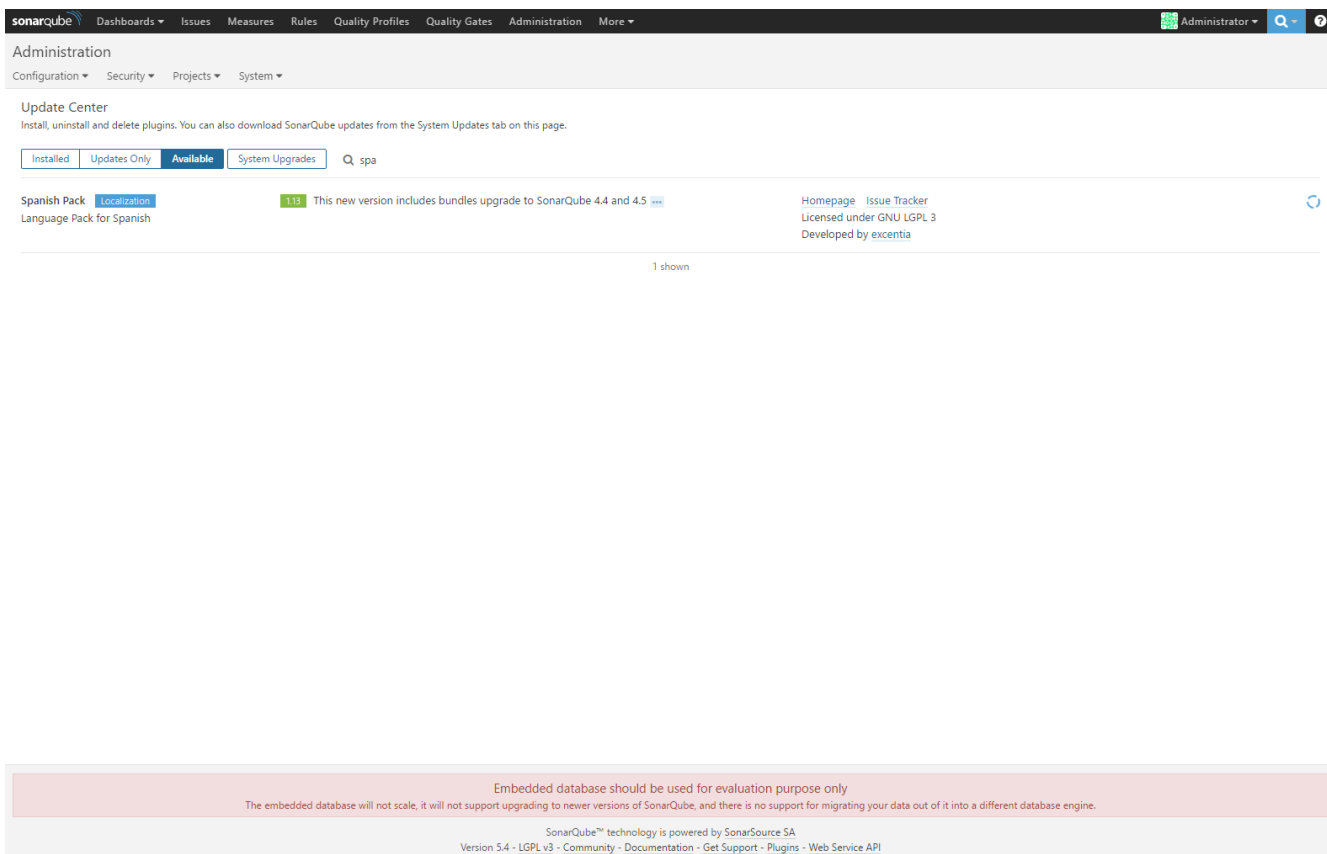 sonarqube Dashboards Issues Measures Rules Quality Profiles Quality Gates Administration More Administrator
Administration
Configuration Security Projects System
Update Center
Install, uninstall and delete plugins. You can also download SonarQube updates from the System Updates tab on this page.
Installed Updates Only Available System Upgrades spa
Spanish Pack Localization 1.13 This new version includes bundles upgrade to SonarQube 4.4 and 4.5 ... Homepage Issue Tracker
Language Pack for Spanish Licensed under GNU LGPL 3
Developed by excentia
1 shown
Embedded database should be used for evaluation purpose only
The embedded database will not scale, it will not support upgrading to newer versions of SonarQube, and there is no support for migrating your data out of it into a different database engine.
SonarQube™ technology is powered by SonarSource SA
Version 5.4 - LGPL v3 - Community - Documentation - Get Support - Plugins - Web Service API